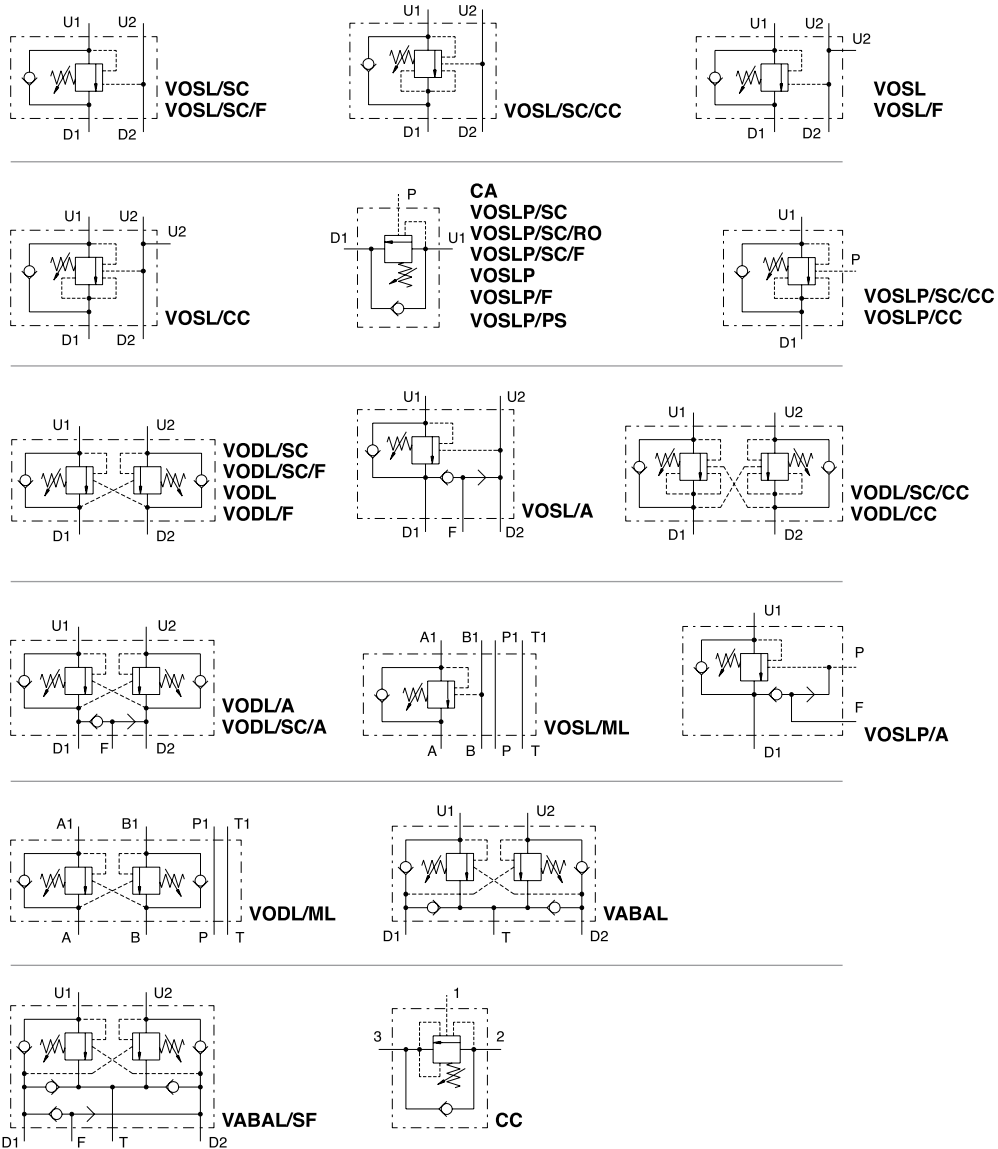 U1 U2
D1 D2
VOSL/SC
VOSL/SC/F
U1 U2
D1 D2
VOSL/SC/CC
U1 U2
U2
D1 D2
VOSL
VOSL/F
U1 U2
U2
D1 D2
VOSL/CC
P
D1 U1
CA
VOSLP/SC
VOSLP/SC/RO
VOSLP/SC/F
VOSLP
VOSLP/F
VOSLP/PS
U1
P
D1
VOSLP/SC/CC
VOSLP/CC
U1 U2
D1 D2
VODL/SC
VODL/SC/F
VODL
VODL/F
U1 U2
D1 F D2
VOSL/A
U1 U2
D1 D2
VODL/SC/CC
VODL/CC
U1 U2
D1 F D2
VODL/A
VODL/SC/A
A1 B1 P1 T1
A B P T
VOSL/ML
U1
P
F
D1
VOSLP/A
A1 B1 P1 T1
A B P T
VODL/ML
U1 U2
D1 T D2
VABAL
U1 U2
D1 F T D2
VABAL/SF
1
3 2
CC